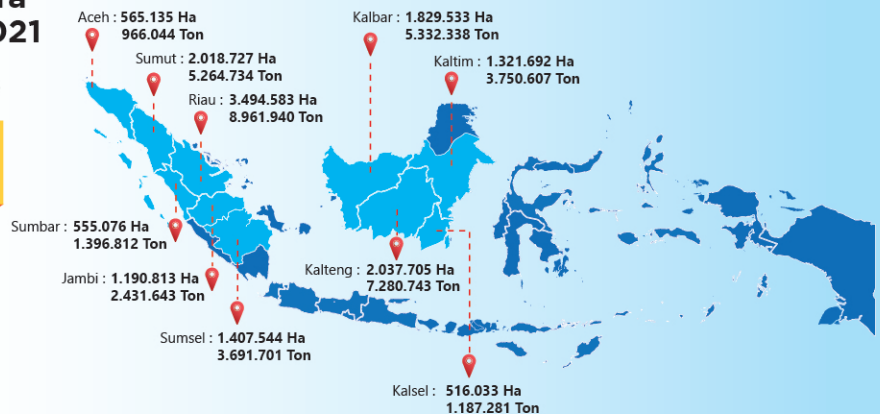 021
Aceh : 565.135 Ha
966.044 Ton
Sumut : 2.018.727 Ha
5.264.734 Ton
Riau : 3.494.583 Ha
8.961.940 Ton
Kalbar : 1.829.533 Ha
5.332.338 Ton
Kaltim : 1.321.692 Ha
3.750.607 Ton
Sumbar : 555.076 Ha
1.396.812 Ton
Jambi : 1.190.813 Ha
2.431.643 Ton
Sumsel : 1.407.544 Ha
3.691.701 Ton
Kalteng : 2.037.705 Ha
7.280.743 Ton
Kalsel : 516.033 Ha
1.187.281 Ton